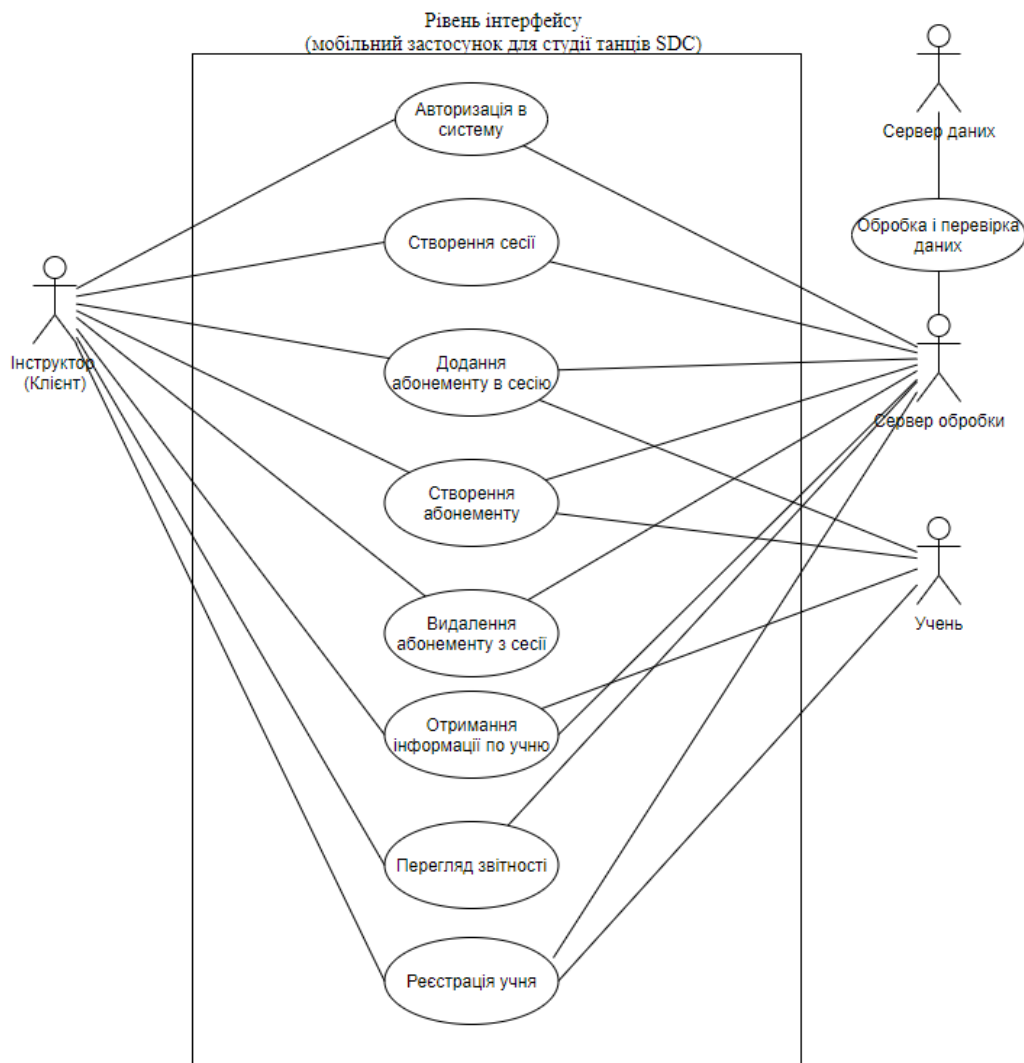 Рівень інтерфейсу
(мобільний застосунок для студії танців SDC)
Авторизація в
систему
Сервер даних
Створення сесії
Обробка і перевірка
даних
Інструктор
(Клієнт)
Додання
абонементу в сесію
Сервер обробки
Створення
абонементу
Видалення
абонементу з сесії
Учень
Отримання
інформації по учню
Перегляд звітності
Реєстрація учня